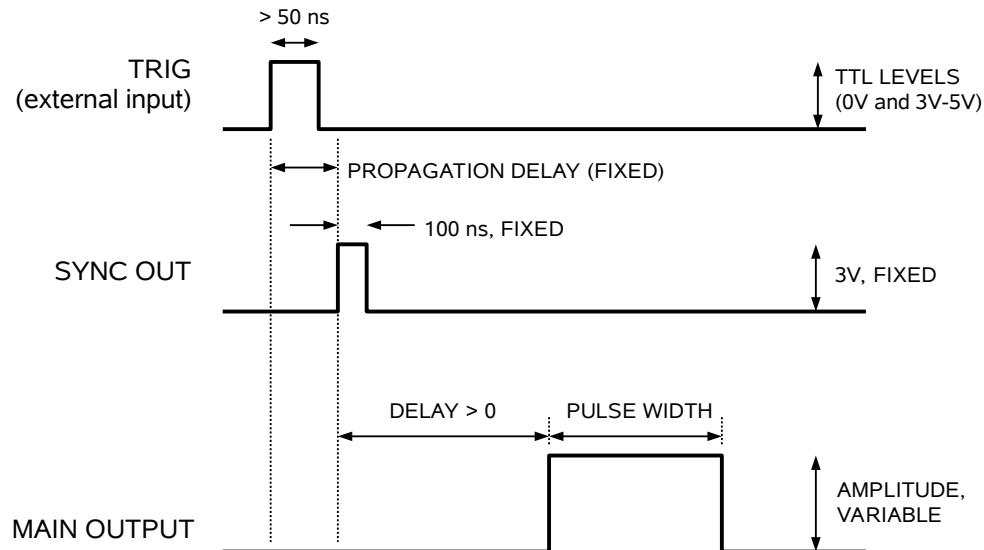 > 50 ns
TRIG
(external input)
TTL LEVELS
(0V and 3V-5V)
PROPAGATION DELAY (FIXED)
100 ns, FIXED
SYNC OUT
3V, FIXED
DELAY > 0
PULSE WIDTH
AMPLITUDE,
VARIABLE
MAIN OUTPUT